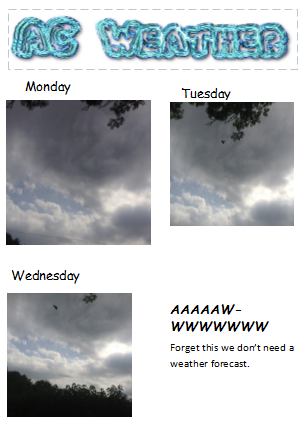 AC WEATHER
Monday
Tuesday
Wednesday
AAAAAW-
WWWWWWW
Forget this we don't need a
weather forecast.